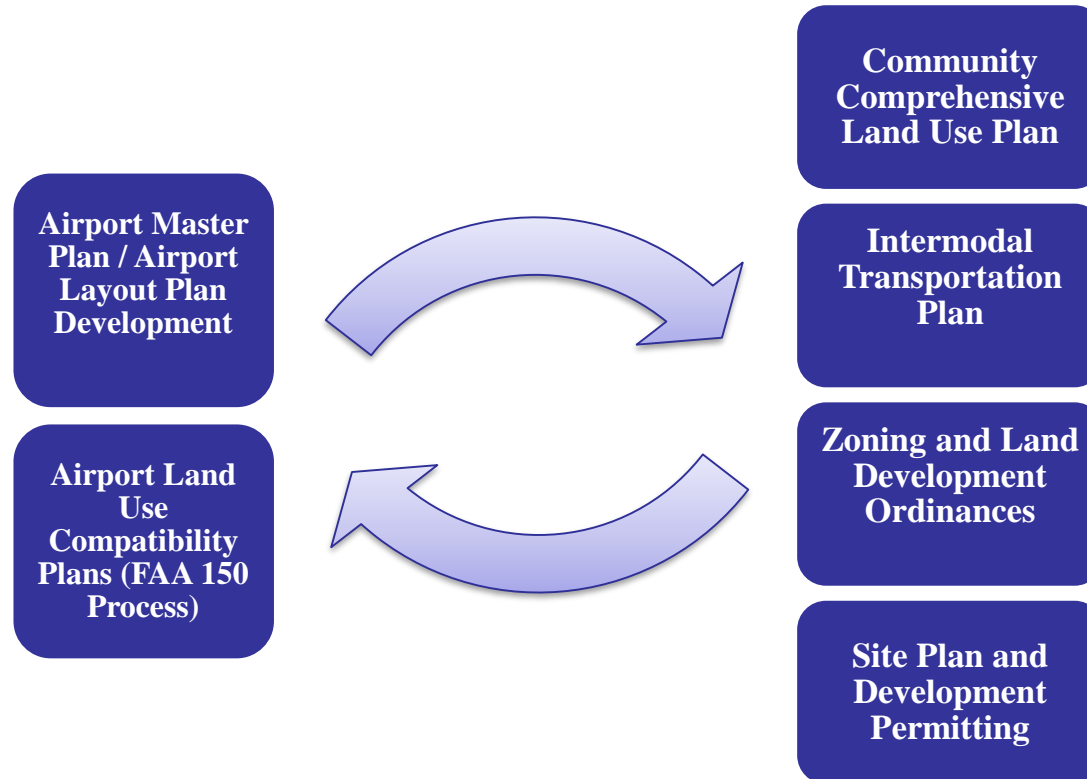 Airport Master
Plan / Airport
Layout Plan
Development
Airport Land
Use
Compatibility
Plans (FAA 150
Process)
Community
Comprehensive
Land Use Plan
Intermodal
Transportation
Plan
Zoning and Land
Development
Ordinances
Site Plan and
Development
Permitting